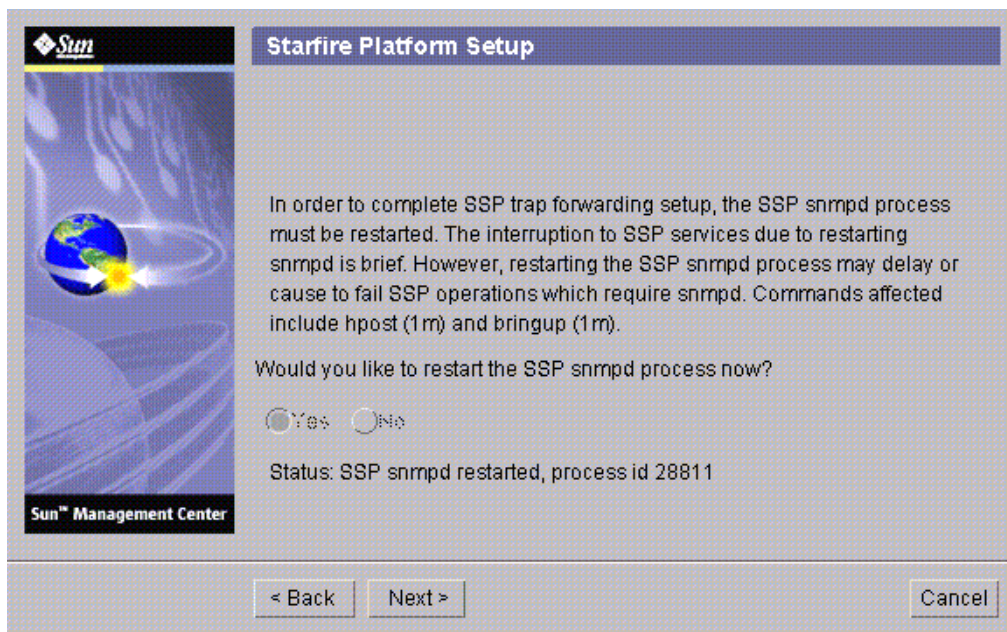 Sun
Starfire Platform Setup
In order to complete SSP trap forwarding setup, the SSP snmpd process
must be restarted. The interruption to SSP services due to restarting
snmpd is brief. However, restarting the SSP snmpd process may delay or
cause to fail SSP operations which require snmpd. Commands affected
include hpost (1m) and bringup (1m).
Would you like to restart the SSP snmpd process now?
Yes No
Status: SSP snmpd restarted, process id 28811
Sun™ Management Center
< Back Next > Cancel